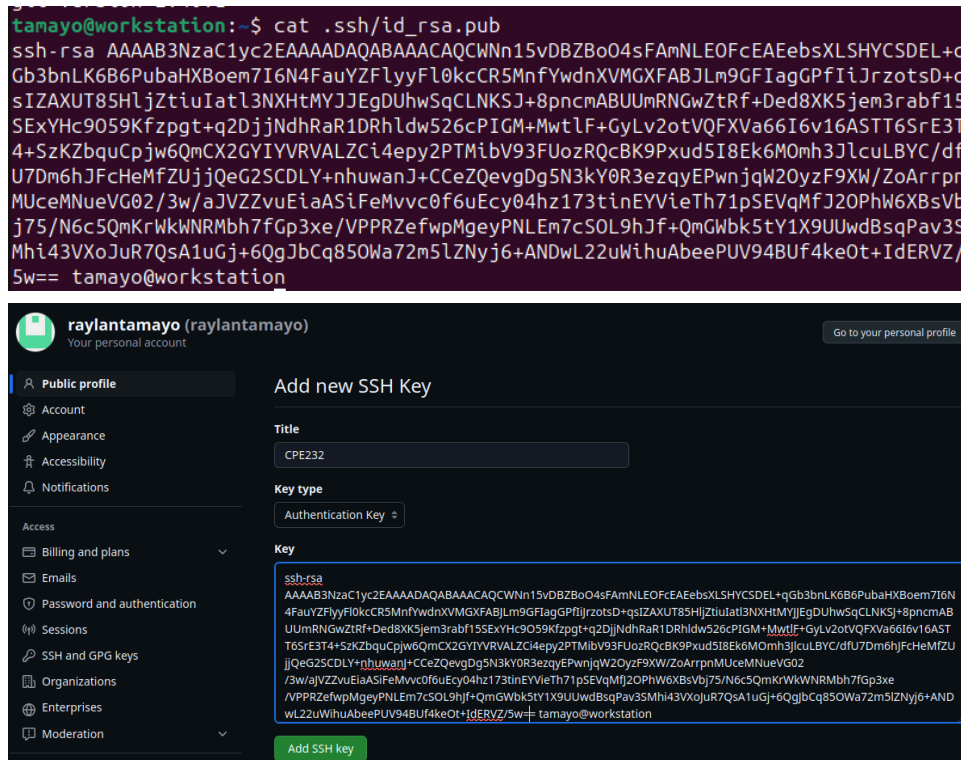 tamayo@workstation:~$ cat .ssh/id_rsa.pub
ssh-rsa AAAAB3NzaC1yc2EAAAADAQABAAACAQCWNn15vDBZBoO4sFAmNLEOFcEAEebsXLSHYCSDEL+
Gb3bnLK6B6PubaHXBoem7I6N4FauYZFlyyFl0kcCR5MnfYwdnXVMGXFABJLm9GFIagGPfIiJrzotsD+
sIZAXUT85HljZtiuIatl3NXHtMYJJEgDUhwSqCLNKSJ+8pncmABUUmRNGwZtRf+Ded8XK5jem3rabf15
SExYHc9O59Kfzpgt+q2DjjNdhRaR1DRhldw526cPIGM+MwtlF+GyLv2otVQFXVa66I6v16ASTT6SrE3T
4+SzKZbquCpjw6QmCX2GYIYVRVALZCi4epy2PTMibV93FUozRQcBK9Pxud5I8Ek6MOmh3JlcuLBYC/df
U7Dm6hJFcHeMfZUjjQeG2SCDLY+nhuwanJ+CCeZQevgDg5N3kY0R3ezqyEPwnjqW2OyzF9XW/ZoArrpn
MUceMNueVG02/3w/aJVZZvuEiaASiFeMvvc0f6uEcy04hz173tinEYVieTh71pSEVqMfJ2OPhW6XBsVb
j75/N6c5QmKrWkWNRMbh7fGp3xe/VPPRZefwpMgeyPNLEm7cSOL9hJf+QmGWbk5tY1X9UUwdBsqPav3S
Mhi43VXoJuR7QsA1uGj+6QgJbCq85OWa72m5lZNyj6+ANDwL22uWihuAbeePUV94BUf4keOt+IdERVZ/
5w== tamayo@workstation
raylantamayo (raylantamayo)
Your personal account
Go to your personal profile
Public profile
Account
Appearance
Accessibility
Notifications
Access
Billing and plans
Emails
Password and authentication
Sessions
SSH and GPG keys
Organizations
Enterprises
Moderation
Add new SSH Key
Title
CPE232
Key type
Authentication Key
Key
ssh-rsa
AAAAB3NzaC1yc2EAAAADAQABAAACAQCWNn15vDBZBoO4sFAmNLEOFcEAEebsXLSHYCSDEL+qGb3bnLK6B6PubaHXBoem7I6N
4FauYZFlyyFl0kcCR5MnfYwdnXVMGXFABJLm9GFIagGPfIiJrzotsD+qsIZAXUT85HljZtiuIatl3NXHtMYJJEgDUhwSqCLNKSJ+8pncmAB
UUmRNGwZtRf+Ded8XK5jem3rabf15SExYHc9O59Kfzpgt+q2DjjNdhRaR1DRhldw526cPIGM+MwtlF+GyLv2otVQFXVa66I6v16AST
T6SrE3T4+SzKZbquCpjw6QmCX2GYIYVRVALZCi4epy2PTMibV93FUozRQcBK9Pxud5I8Ek6MOmh3JlcuLBYC/dfU7Dm6hJFcHeMfZU
jjQeG2SCDLY+nhuwanJ+CCeZQevgDg5N3kY0R3ezqyEPwnjqW2OyzF9XW/ZoArrpnMUceMNueVG02
/3w/aJVZZvuEiaASiFeMvvc0f6uEcy04hz173tinEYVieTh71pSEVqMfJ2OPhW6XBsVbj75/N6c5QmKrWkWNRMbh7fGp3xe
/VPPRZefwpMgeyPNLEm7cSOL9hJf+QmGWbk5tY1X9UUwdBsqPav3SMhi43VXoJuR7QsA1uGj+6QgJbCq85OWa72m5lZNyj6+AND
wL22uWihuAbeePUV94BUf4keOt+IdERVZ/5w== tamayo@workstation
Add SSH key